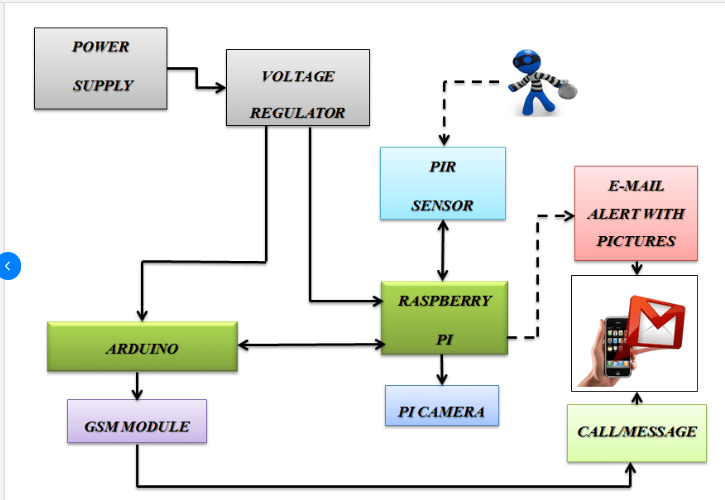 POWER
SUPPLY
VOLTAGE
REGULATOR
PIR
SENSOR
E-MAIL
ALERT WITH
PICTURES
RASPBERRY
PI
ARDUINO
PI CAMERA
GSM MODULE
CALL/MESSAGE